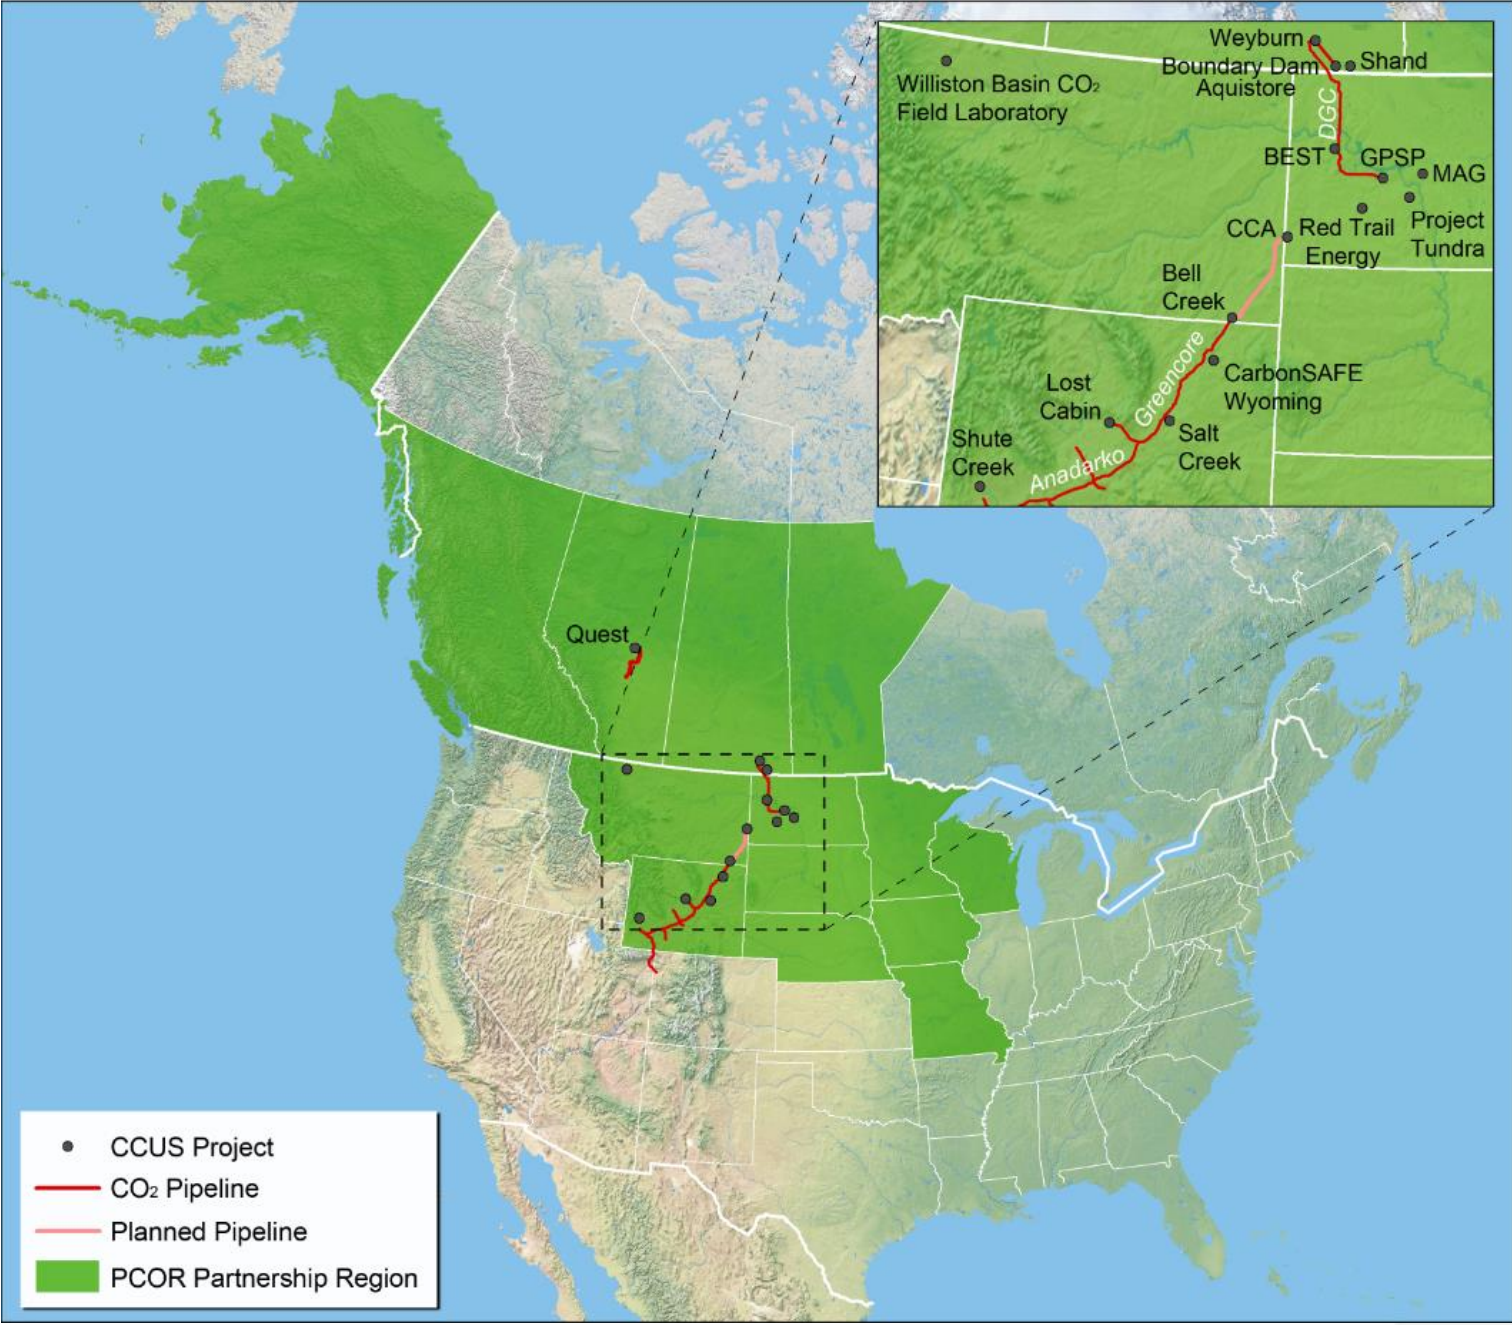 Weyburn
Boundary Dam
Aquistore
Shand
Williston Basin CO₂
Field Laboratory
DGC
BEST
GPSP
MAG
CCA
Red Trail
Energy
Project
Tundra
Bell
Creek
Greencore
CarbonSAFE
Wyoming
Lost
Cabin
Salt
Creek
Shute
Creek
Anadarko
Quest
CCUS Project
CO₂ Pipeline
Planned Pipeline
PCOR Partnership Region